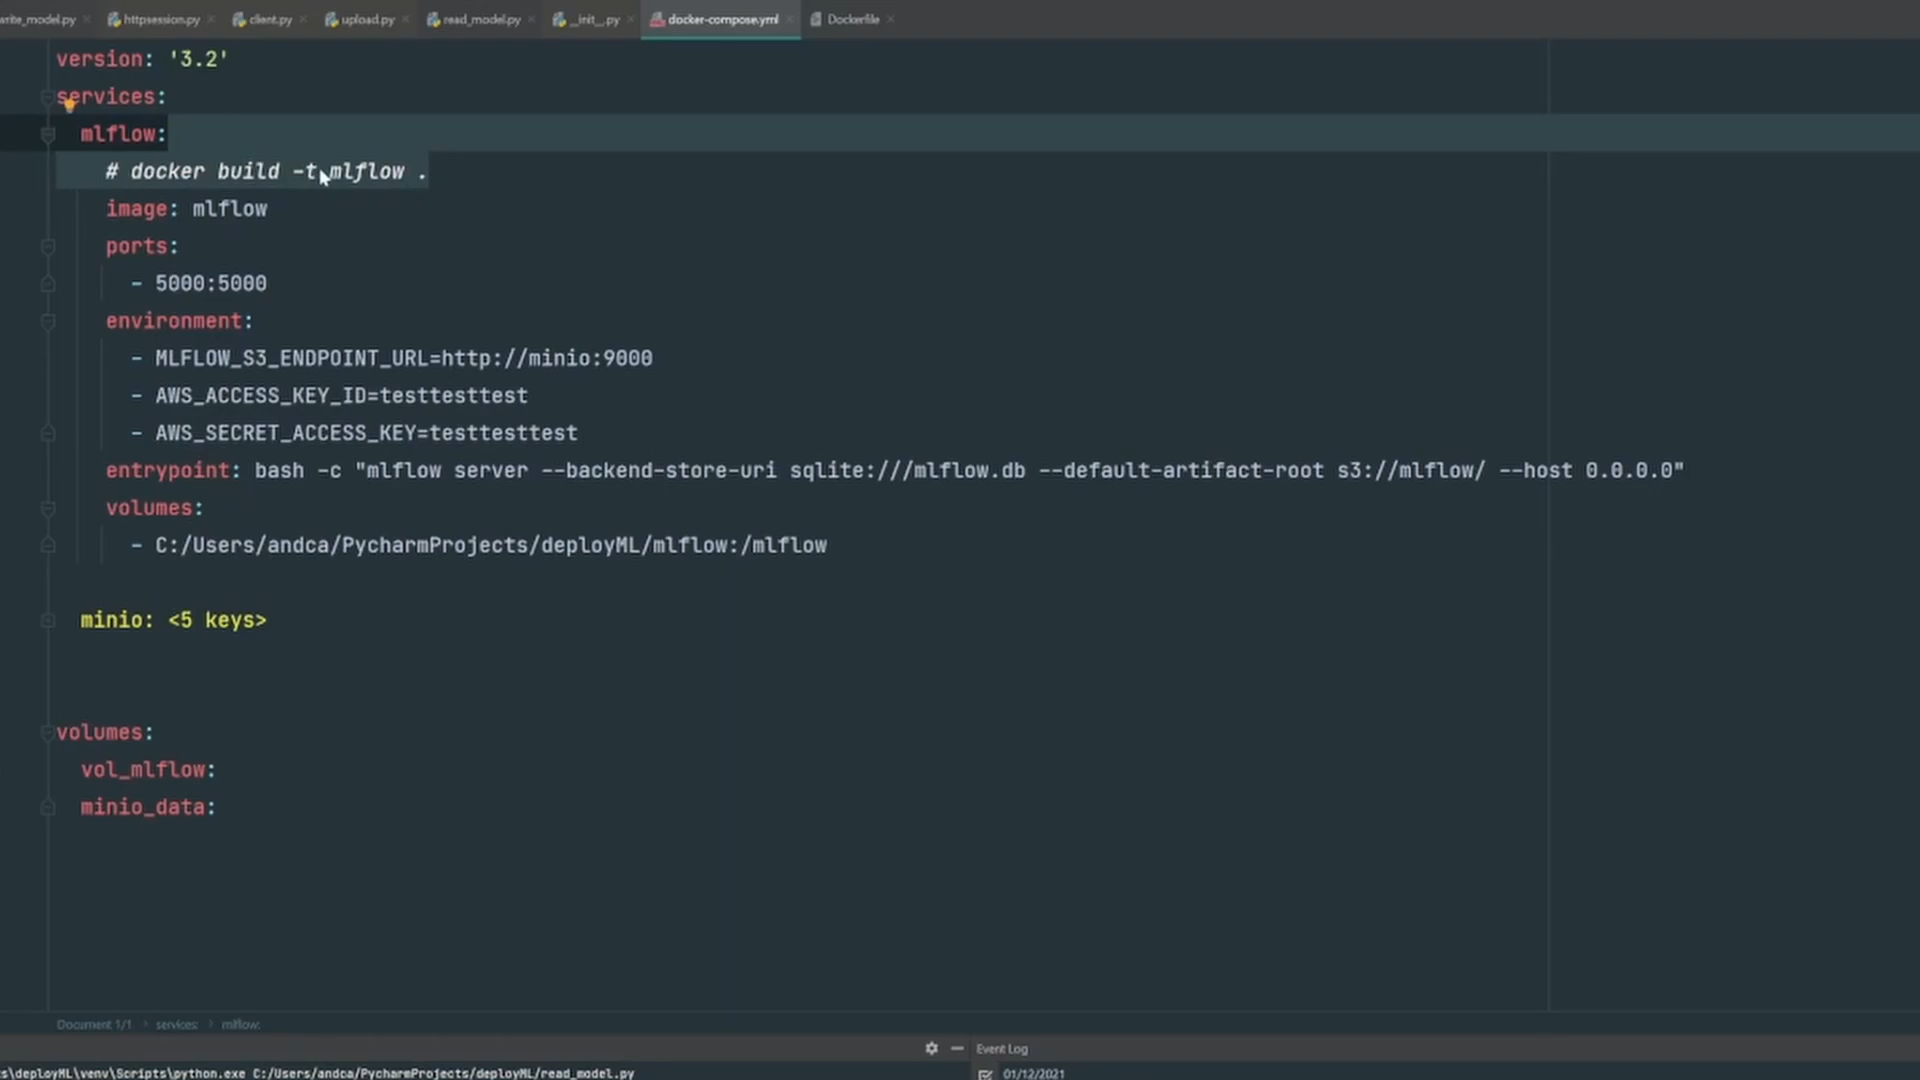 write_model.py httpsession.py client.py upload.py read_model.py _init_.py docker-compose.yml Dockerfile
version: '3.2'
services:
mlflow:
# docker build -t mlflow .
image: mlflow
ports:
- 5000:5000
environment:
- MLFLOW_S3_ENDPOINT_URL=http://minio:9000
- AWS_ACCESS_KEY_ID=testtesttest
- AWS_SECRET_ACCESS_KEY=testtesttest
entrypoint: bash -c "mlflow server --backend-store-uri sqlite:///mlflow.db --default-artifact-root s3://mlflow/ --host 0.0.0.0"
volumes:
- C:/Users/andca/PycharmProjects/deployML/mlflow:/mlflow
minio: <5 keys>
volumes:
vol_mlflow:
minio_data:
Document 1/1 › services: › mlflow:
Event Log
s\deployML\venv\Scripts\python.exe C:/Users/andca/PycharmProjects/deployML/read_model.py
01/12/2021